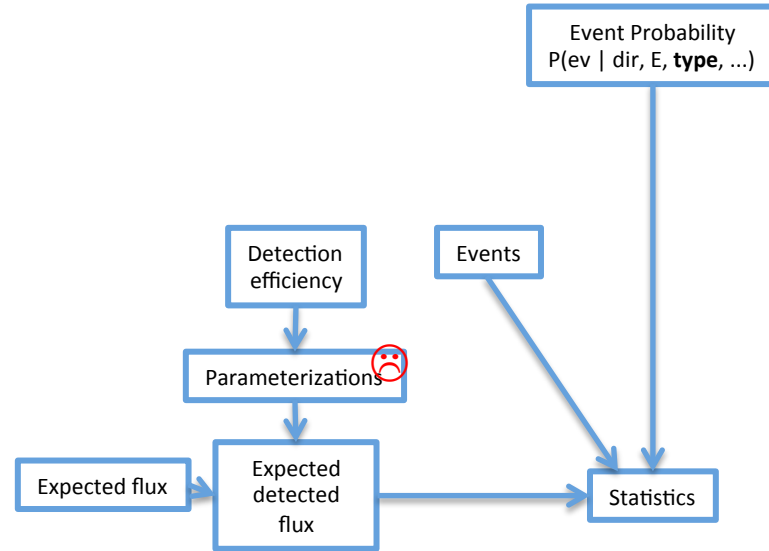 Event Probability
P(ev | dir, E, type, ...)
Detection
efficiency
Events
Parameterizations
Expected flux
Expected
detected
flux
Statistics